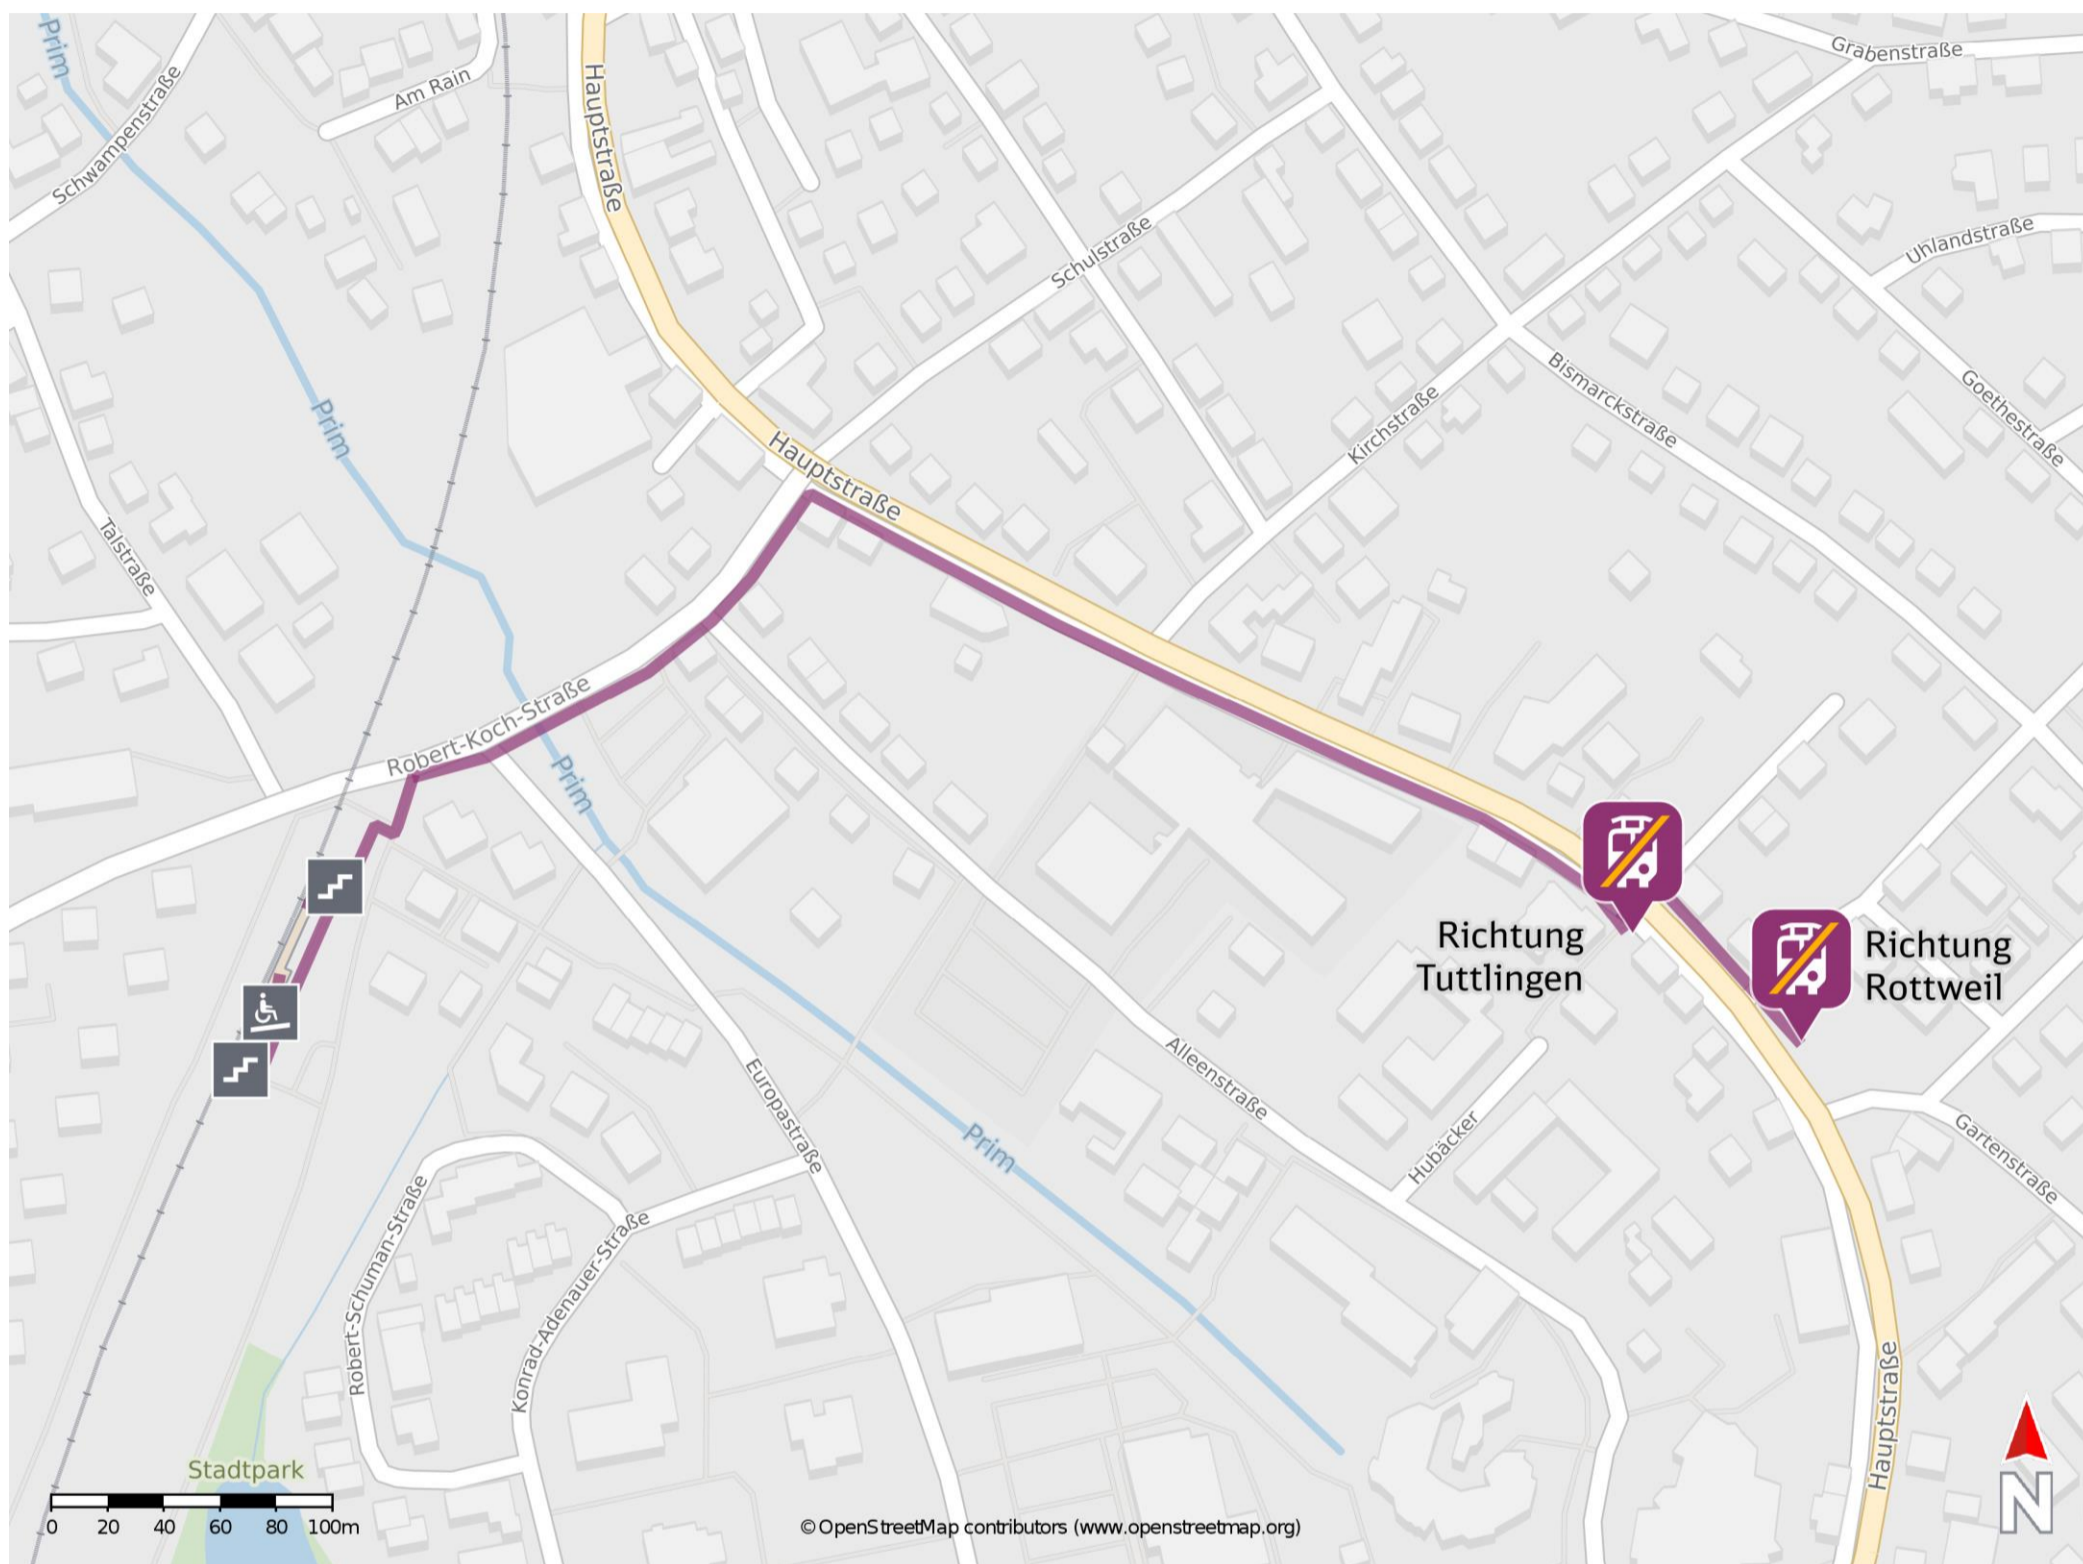 Prim
Schwampenstraße
Am Rain
Hauptstraße
Grabenstraße
Schulstraße
Uhlandstraße
Prim
Kirchstraße
Bismarckstraße
Goethestraße
Hauptstraße
Talstraße
Robert-Koch-Straße
Prim
Richtung
Tuttlingen
Richtung
Rottweil
Europastraße
Alleenstraße
Prim
Hubäcker
Gartenstraße
Robert-Schuman-Straße
Konrad-Adenauer-Straße
Hauptstraße
Stadtpark
0 20 40 60 80 100m
© OpenStreetMap contributors (www.openstreetmap.org)
N